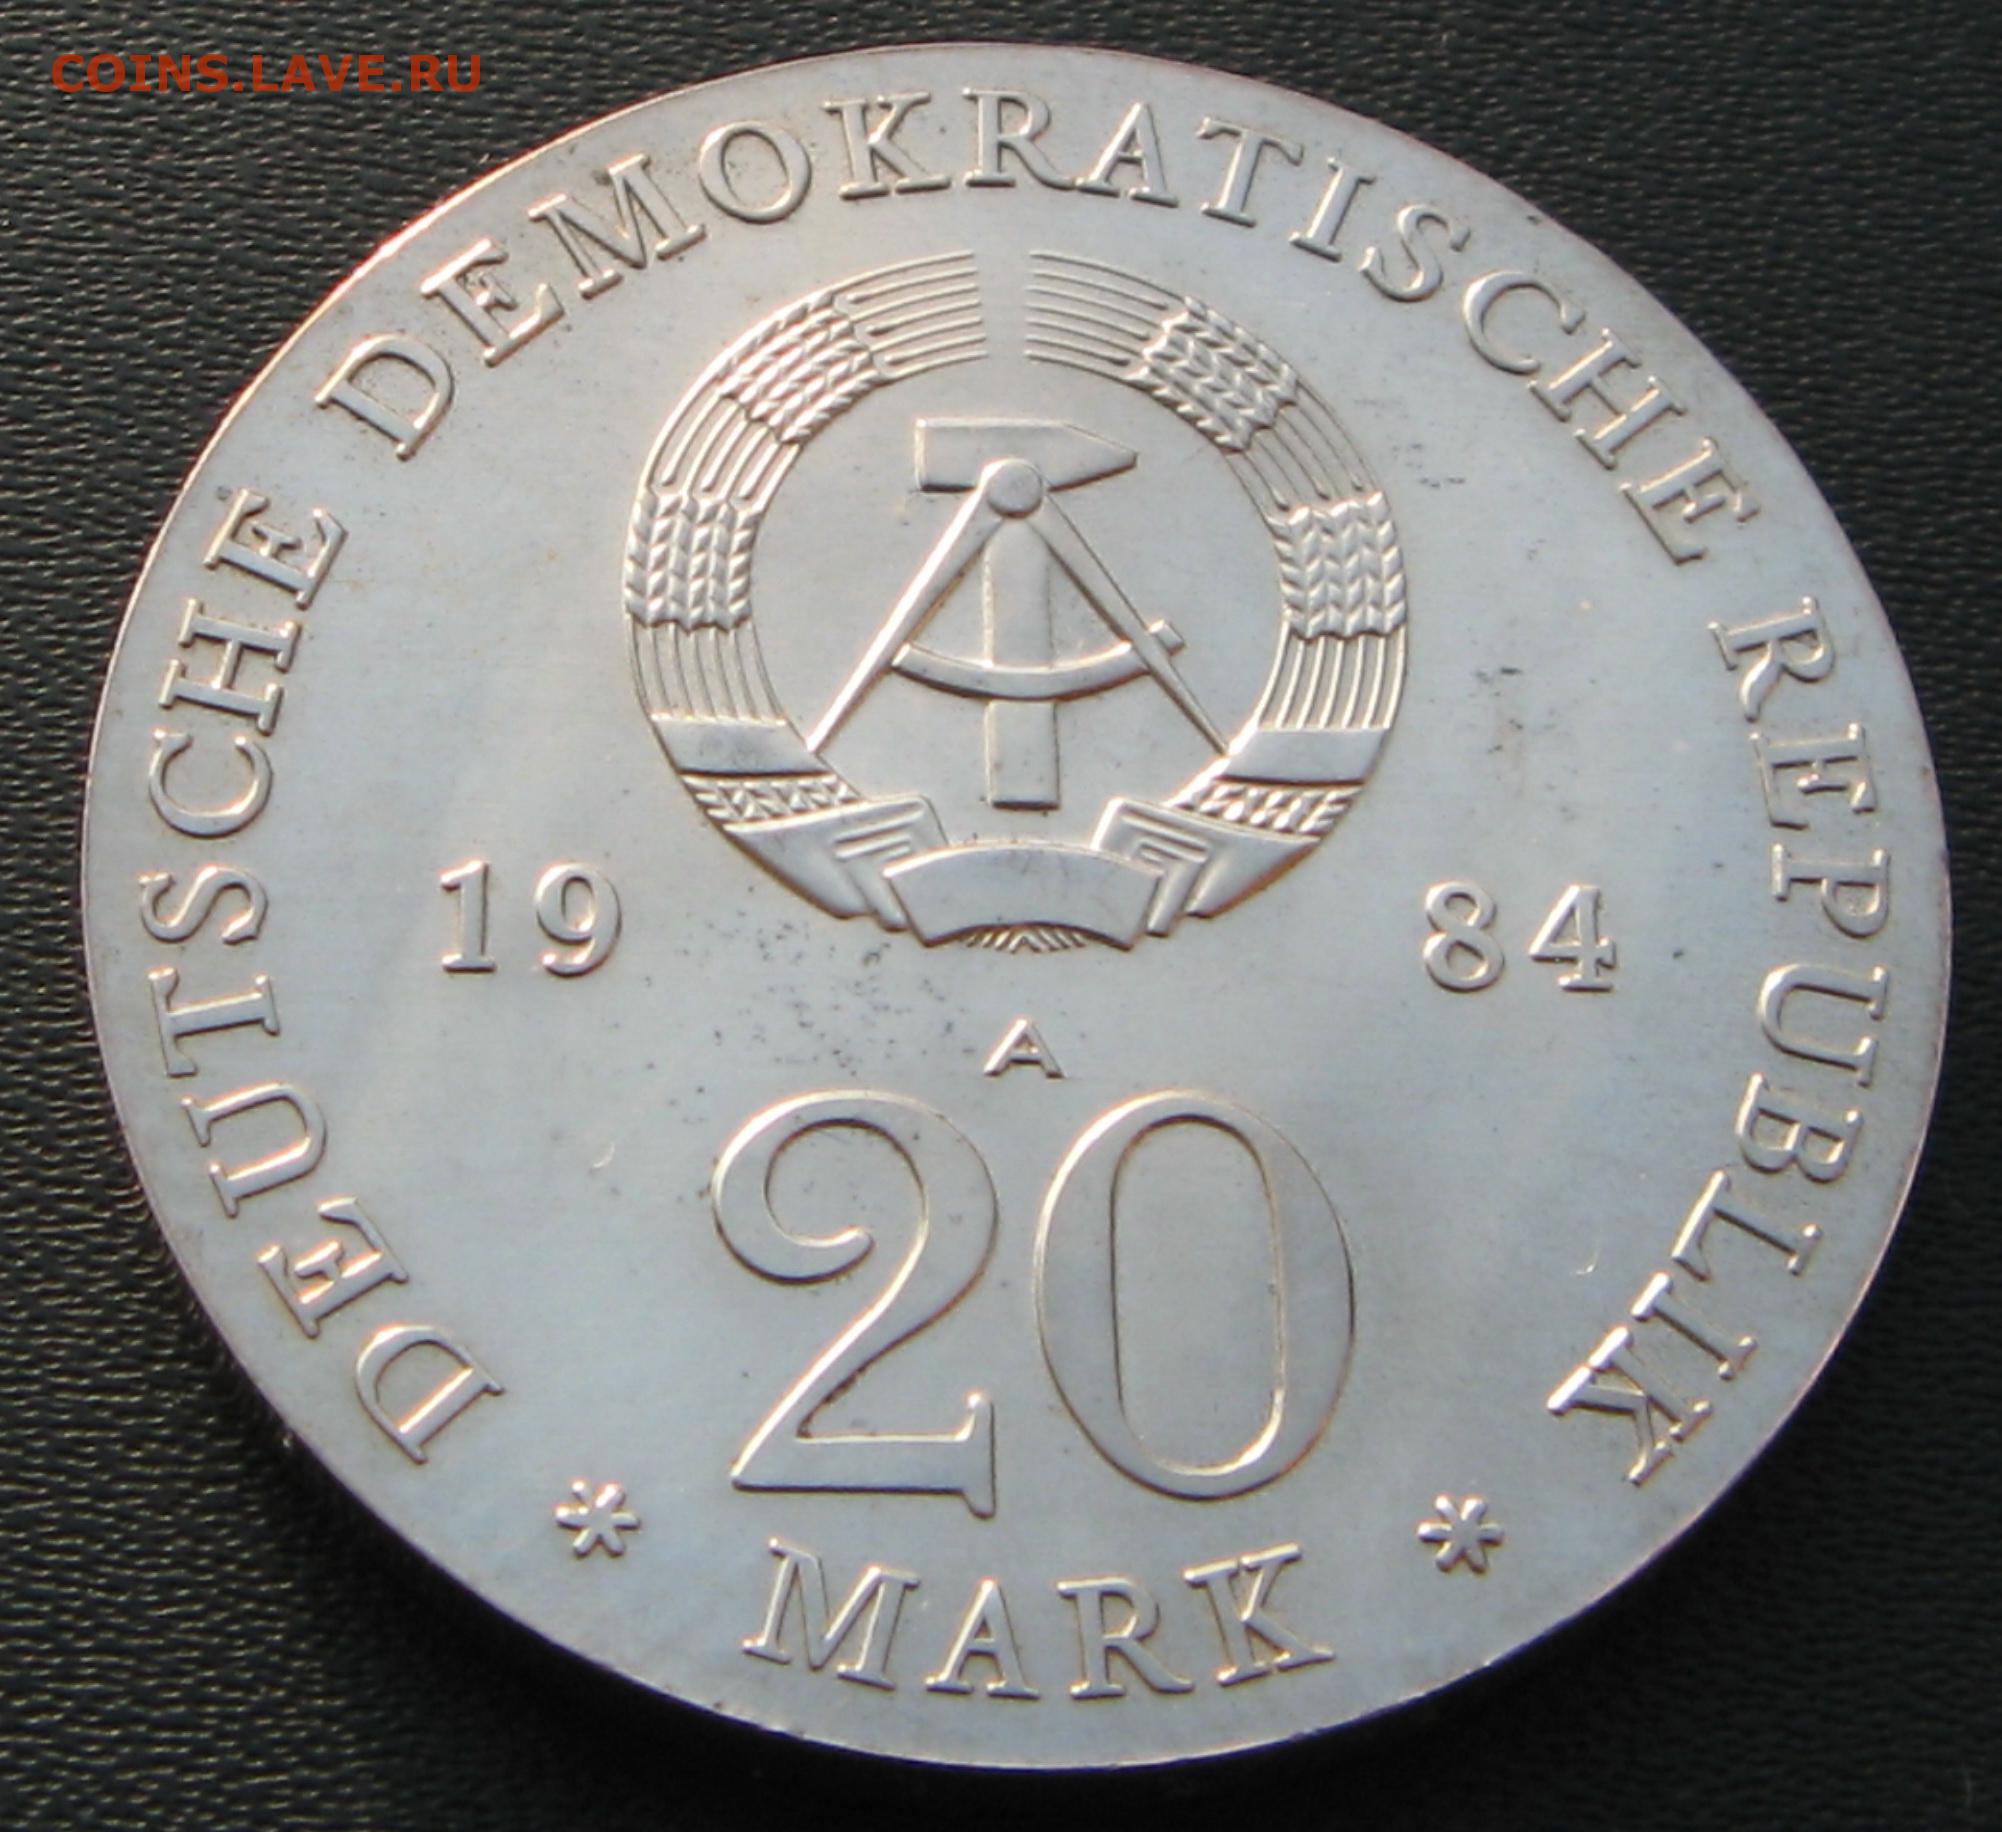 COINS.LAVE.RU
DEUTSCHE DEMOKRATISCHE REPUBLIK
19 84
A
20
* MARK *